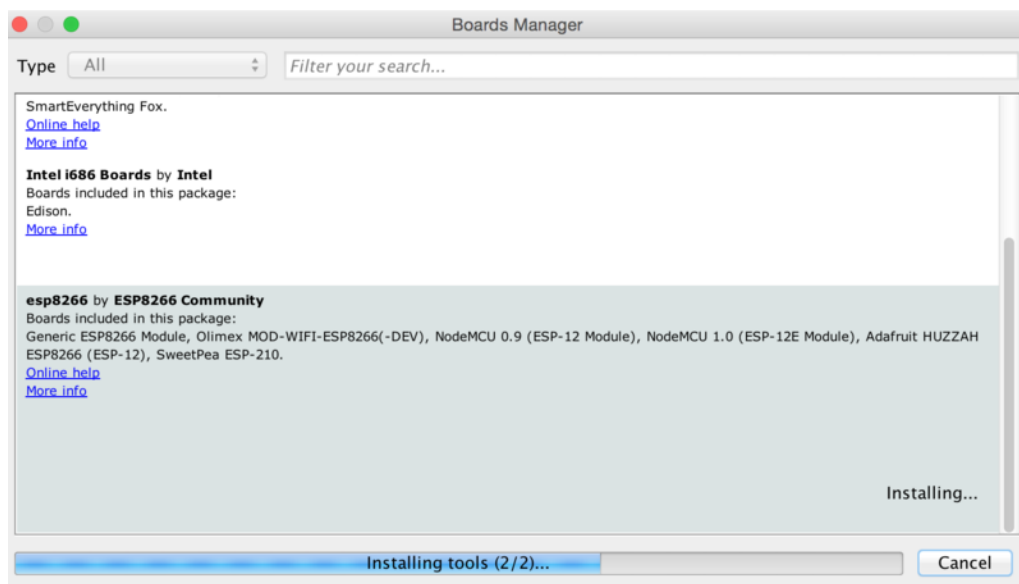 Boards Manager
Type All Filter your search...
SmartEverything Fox.
Online help
More info
Intel i686 Boards by Intel
Boards included in this package:
Edison.
More info
esp8266 by ESP8266 Community
Boards included in this package:
Generic ESP8266 Module, Olimex MOD-WIFI-ESP8266(-DEV), NodeMCU 0.9 (ESP-12 Module), NodeMCU 1.0 (ESP-12E Module), Adafruit HUZZAH
ESP8266 (ESP-12), SweetPea ESP-210.
Online help
More info
Installing...
Installing tools (2/2)... Cancel